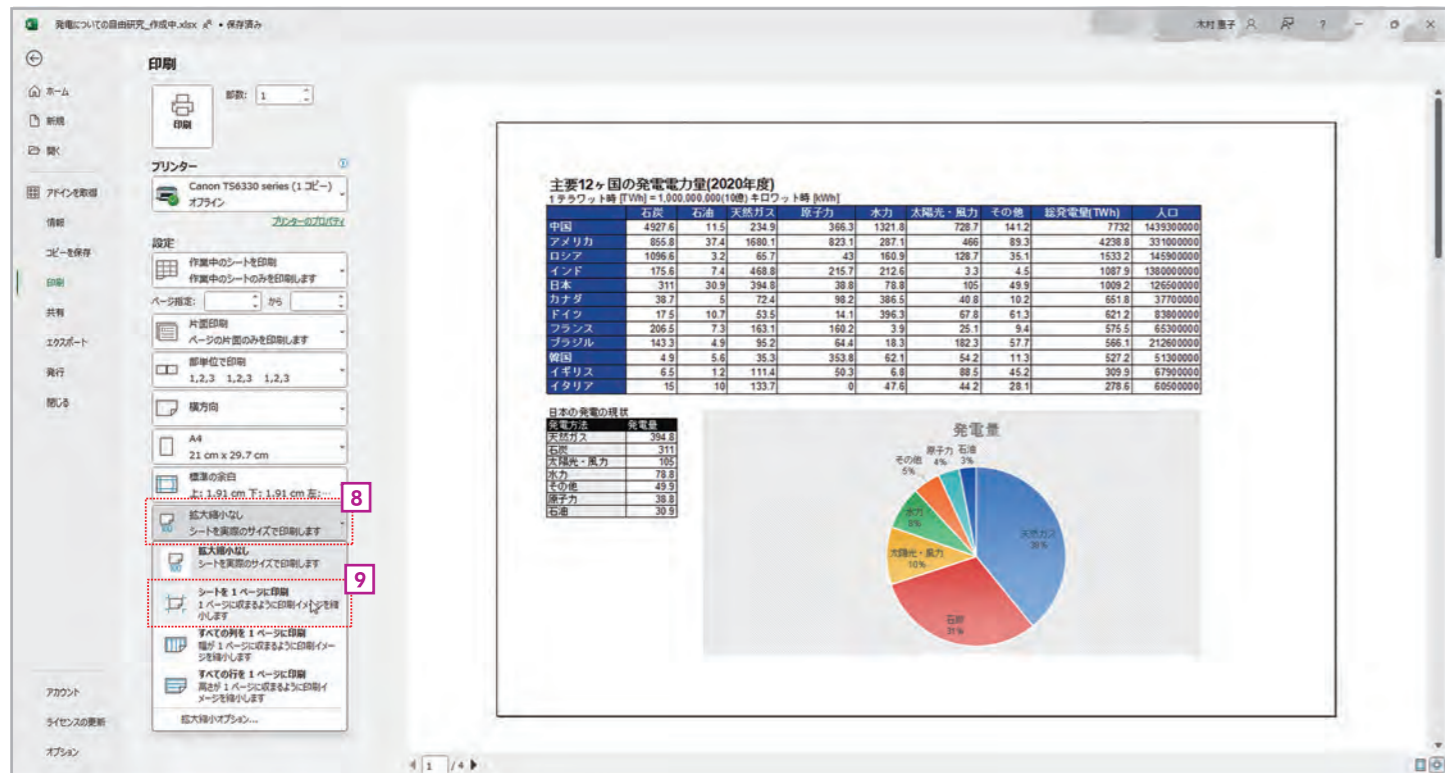 発電についての自由研究_作成中.xlsx • 保存済み
木村 恵子
?
印刷
ホーム
新規
開く
アドインを取得
情報
コピーを保存
印刷
共有
エクスポート
発行
閉じる
アカウント
ライセンスの更新
オプション
印刷
部数: 1
プリンター
Canon TS6330 series (1 コピー)
オフライン
プリンターのプロパティ
設定
作業中のシートを印刷
作業中のシートのみを印刷します
ページ指定: から
片面印刷
ページの片面のみを印刷します
部単位で印刷
1,2,3 1,2,3 1,2,3
横方向
A4
21 cm x 29.7 cm
標準の余白
上: 1.91 cm 下: 1.91 cm 左:…
8
拡大縮小なし
シートを実際のサイズで印刷します
拡大縮小なし
シートを実際のサイズで印刷します
9
シートを 1 ページに印刷
1 ページに収まるように印刷イメージを縮
小します
すべての列を 1 ページに印刷
幅が 1 ページに収まるように印刷イメー
ジを縮小します
すべての行を 1 ページに印刷
高さが 1 ページに収まるように印刷イ
メージを縮小します
拡大縮小オプション...
主要12ヶ国の発電電力量(2020年度)
1テラワット時 [TWh] = 1,000,000,000(10億) キロワット時 [kWh]
石炭 石油 天然ガス 原子力 水力 太陽光・風力 その他 総発電量(TWh) 人口
中国 4927.6 11.5 234.9 366.3 1321.8 728.7 141.2 7732 1439300000
アメリカ 855.8 37.4 1680.1 823.1 287.1 466 89.3 4238.8 331000000
ロシア 1096.6 3.2 65.7 43 160.9 128.7 35.1 1533.2 145900000
インド 175.6 7.4 468.8 215.7 212.6 3.3 4.5 1087.9 1380000000
日本 311 30.9 394.8 38.8 78.8 105 49.9 1009.2 126500000
カナダ 38.7 5 72.4 98.2 386.5 40.8 10.2 651.8 37700000
ドイツ 17.5 10.7 53.5 14.1 396.3 67.8 61.3 621.2 83800000
フランス 206.5 7.3 163.1 160.2 3.9 25.1 9.4 575.5 65300000
ブラジル 143.3 4.9 95.2 64.4 18.3 182.3 57.7 566.1 212600000
韓国 4.9 5.6 35.3 353.8 62.1 54.2 11.3 527.2 51300000
イギリス 6.5 1.2 111.4 50.3 6.8 88.5 45.2 309.9 67900000
イタリア 15 10 133.7 0 47.6 44.2 28.1 278.6 60500000
日本の発電の現状
発電方法 発電量
天然ガス 394.8
石炭 311
太陽光・風力 105
水力 78.8
その他 49.9
原子力 38.8
石油 30.9
発電量
原子力 石油
その他 4% 3%
5%
水力
8%
天然ガス
39%
太陽光・風力
10%
石炭
31%
1 /4